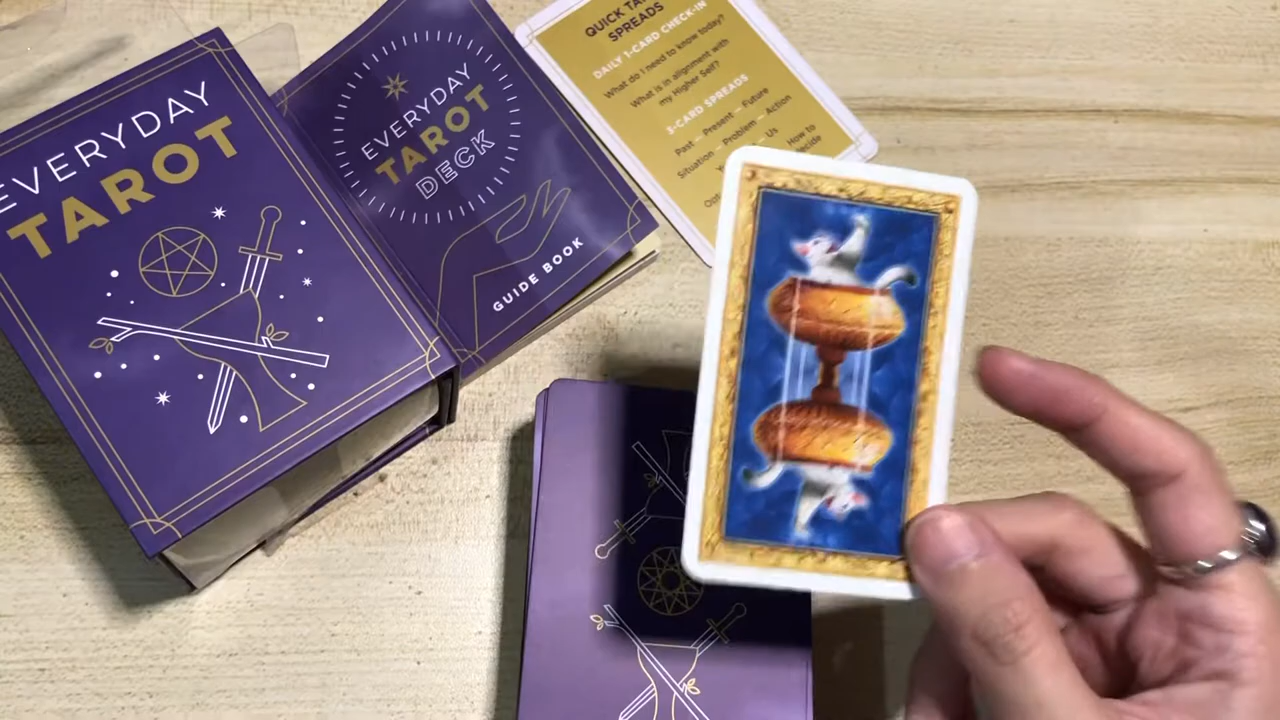 EVERYDAY
TAROT
EVERYDAY
TAROT
DECK
GUIDE BOOK
QUICK
SPREADS
DAILY 1-CARD CHECK-IN
What do I need to know today?
What is in alignment with
my Higher Self?
3-CARD SPREADS
Past – Present – Future
Situation – Problem – Action
Us
How to